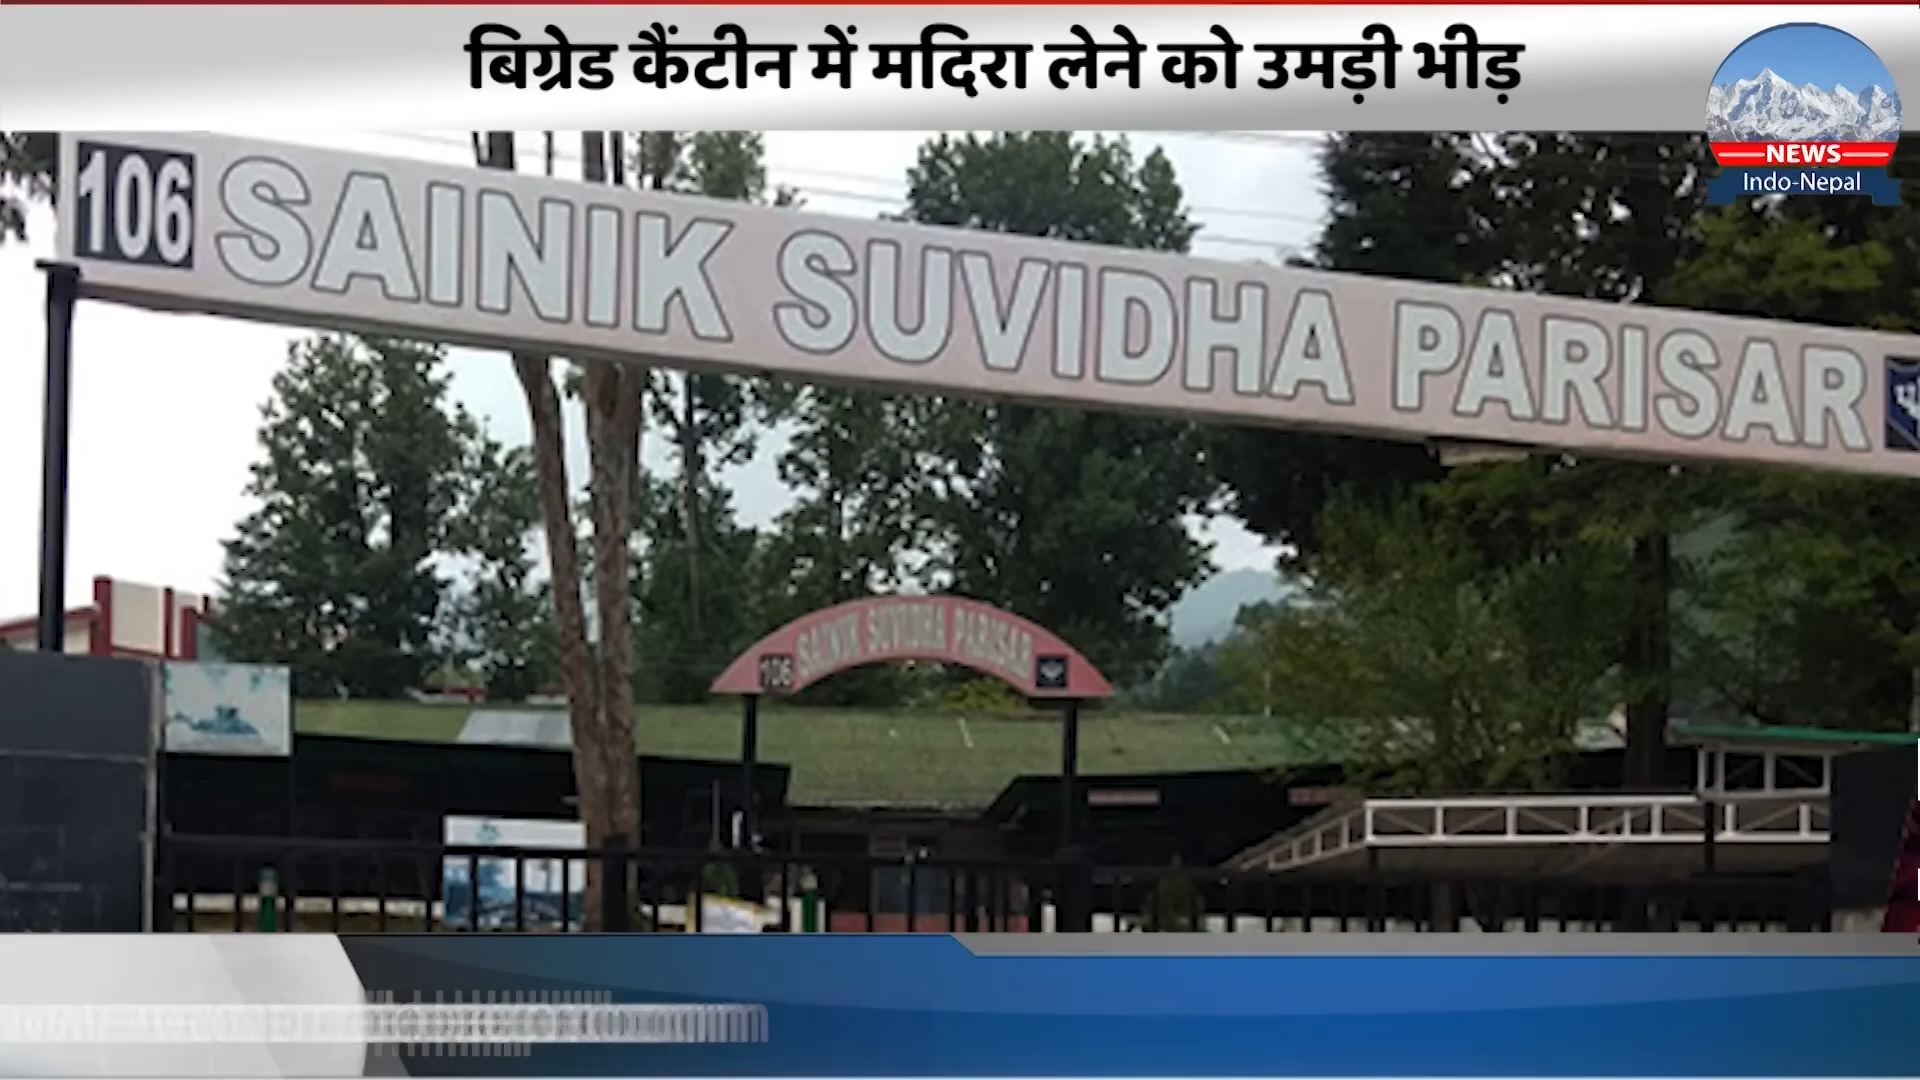 बिग्रेड कैंटीन में मदिरा लेने को उमड़ी भीड़
NEWS
Indo-Nepal
106 SAINIK SUVIDHA PARISAR
106 SAINIK SUVIDHA PARISAR